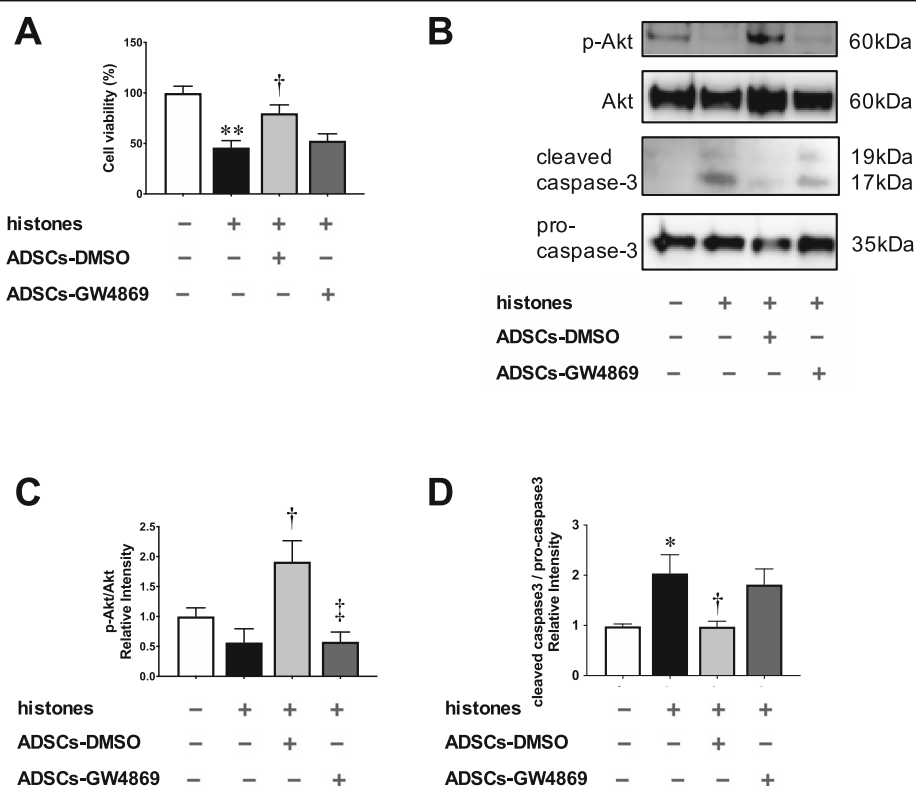 A
Cell viability (%)
150
100
50
0
**
†
histones − + + +
ADSCs-DMSO − − + −
ADSCs-GW4869 − − − +
B
p-Akt 60kDa
Akt 60kDa
cleaved 19kDa
caspase-3 17kDa
pro-
caspase-3 35kDa
histones − + + +
ADSCs-DMSO − − + −
ADSCs-GW4869 − − − +
C
p-Akt/Akt
Relative Intensity
2.5
2.0
1.5
1.0
0.5
0.0
†
‡
histones − + + +
ADSCs-DMSO − − + −
ADSCs-GW4869 − − − +
D
cleaved caspase3 / pro-caspase3
Relative Intensity
3
2
1
0
*
†
histones − + + +
ADSCs-DMSO − − + −
ADSCs-GW4869 − − − +